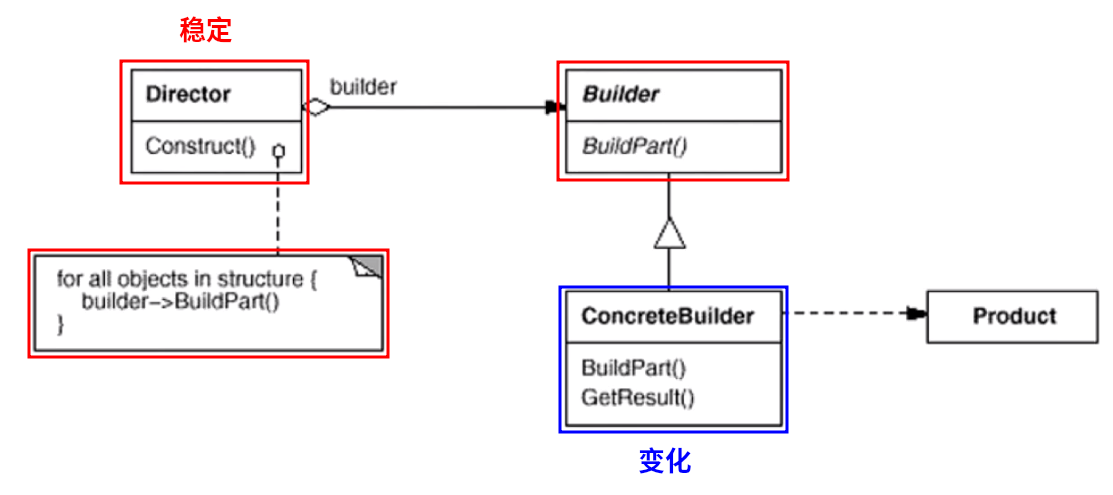 稳定
Director
builder
Builder
Construct()
BuildPart()
for all objects in structure {
builder->BuildPart()
}
ConcreteBuilder
Product
BuildPart()
GetResult()
变化